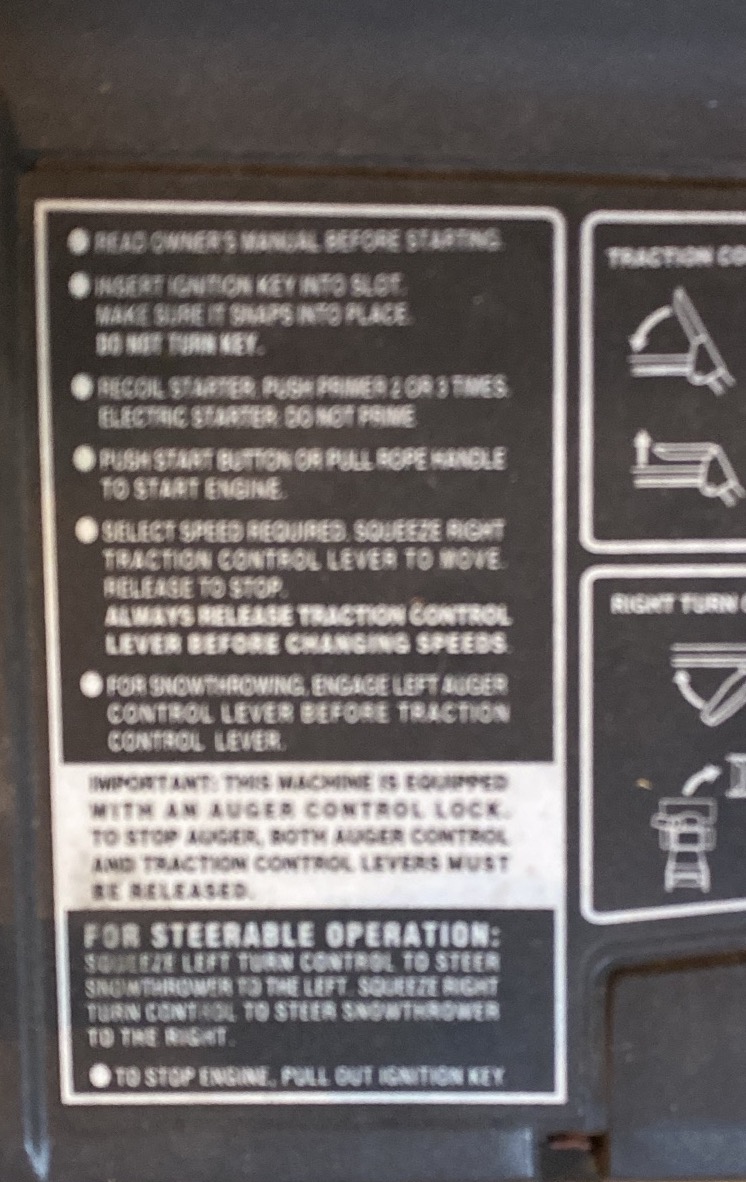 READ OWNER'S MANUAL BEFORE STARTING.
INSERT IGNITION KEY INTO SLOT.
MAKE SURE IT SNAPS INTO PLACE.
DO NOT TURN KEY.
RECOIL STARTER, PUSH PRIMER 2 OR 3 TIMES.
ELECTRIC STARTER, DO NOT PRIME
PUSH START BUTTON OR PULL ROPE HANDLE
TO START ENGINE.
SELECT SPEED REQUIRED. SQUEEZE RIGHT
TRACTION CONTROL LEVER TO MOVE.
RELEASE TO STOP.
ALWAYS RELEASE TRACTION CONTROL
LEVER BEFORE CHANGING SPEEDS.
FOR SNOWTHROWING, ENGAGE LEFT AUGER
CONTROL LEVER BEFORE TRACTION
CONTROL LEVER.
IMPORTANT: THIS MACHINE IS EQUIPPED
WITH AN AUGER CONTROL LOCK.
TO STOP AUGER, BOTH AUGER CONTROL
AND TRACTION CONTROL LEVERS MUST
BE RELEASED.
FOR STEERABLE OPERATION:
SQUEEZE LEFT TURN CONTROL TO STEER
SNOWTHROWER TO THE LEFT. SQUEEZE RIGHT
TURN CONTROL TO STEER SNOWTHROWER
TO THE RIGHT.
TO STOP ENGINE, PULL OUT IGNITION KEY.
TRACTION CO
RIGHT TURN